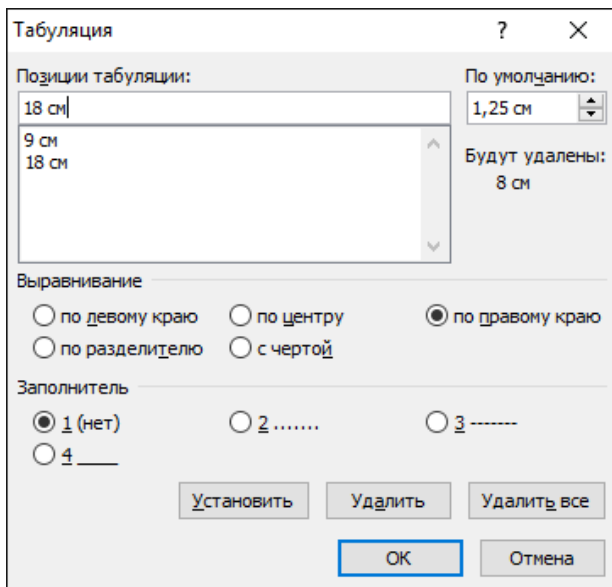 Табуляция
Позиции табуляции:
По умолчанию:
18 см
1,25 см
9 см
18 см
Будут удалены:
8 см
Выравнивание
по левому краю
по центру
по правому краю
по разделителю
с чертой
Заполнитель
1 (нет)
2 .......
3 -------
4 ____
Установить
Удалить
Удалить все
ОК
Отмена